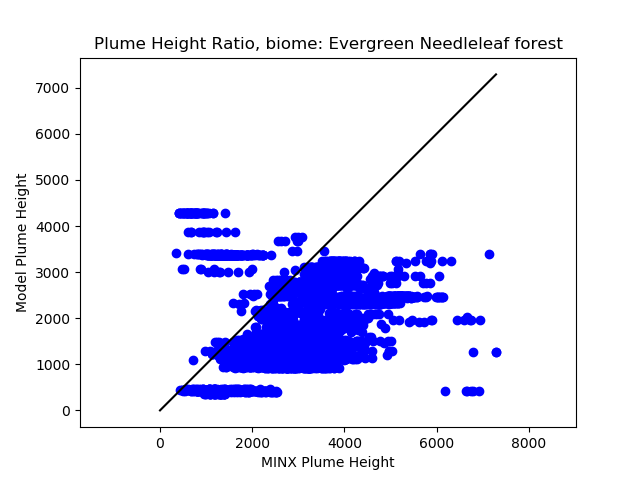 Plume Height Ratio, biome: Evergreen Needleleaf forest
7000
6000
5000
4000
3000
2000
1000
0
Model Plume Height
0 2000 4000 6000 8000
MINX Plume Height